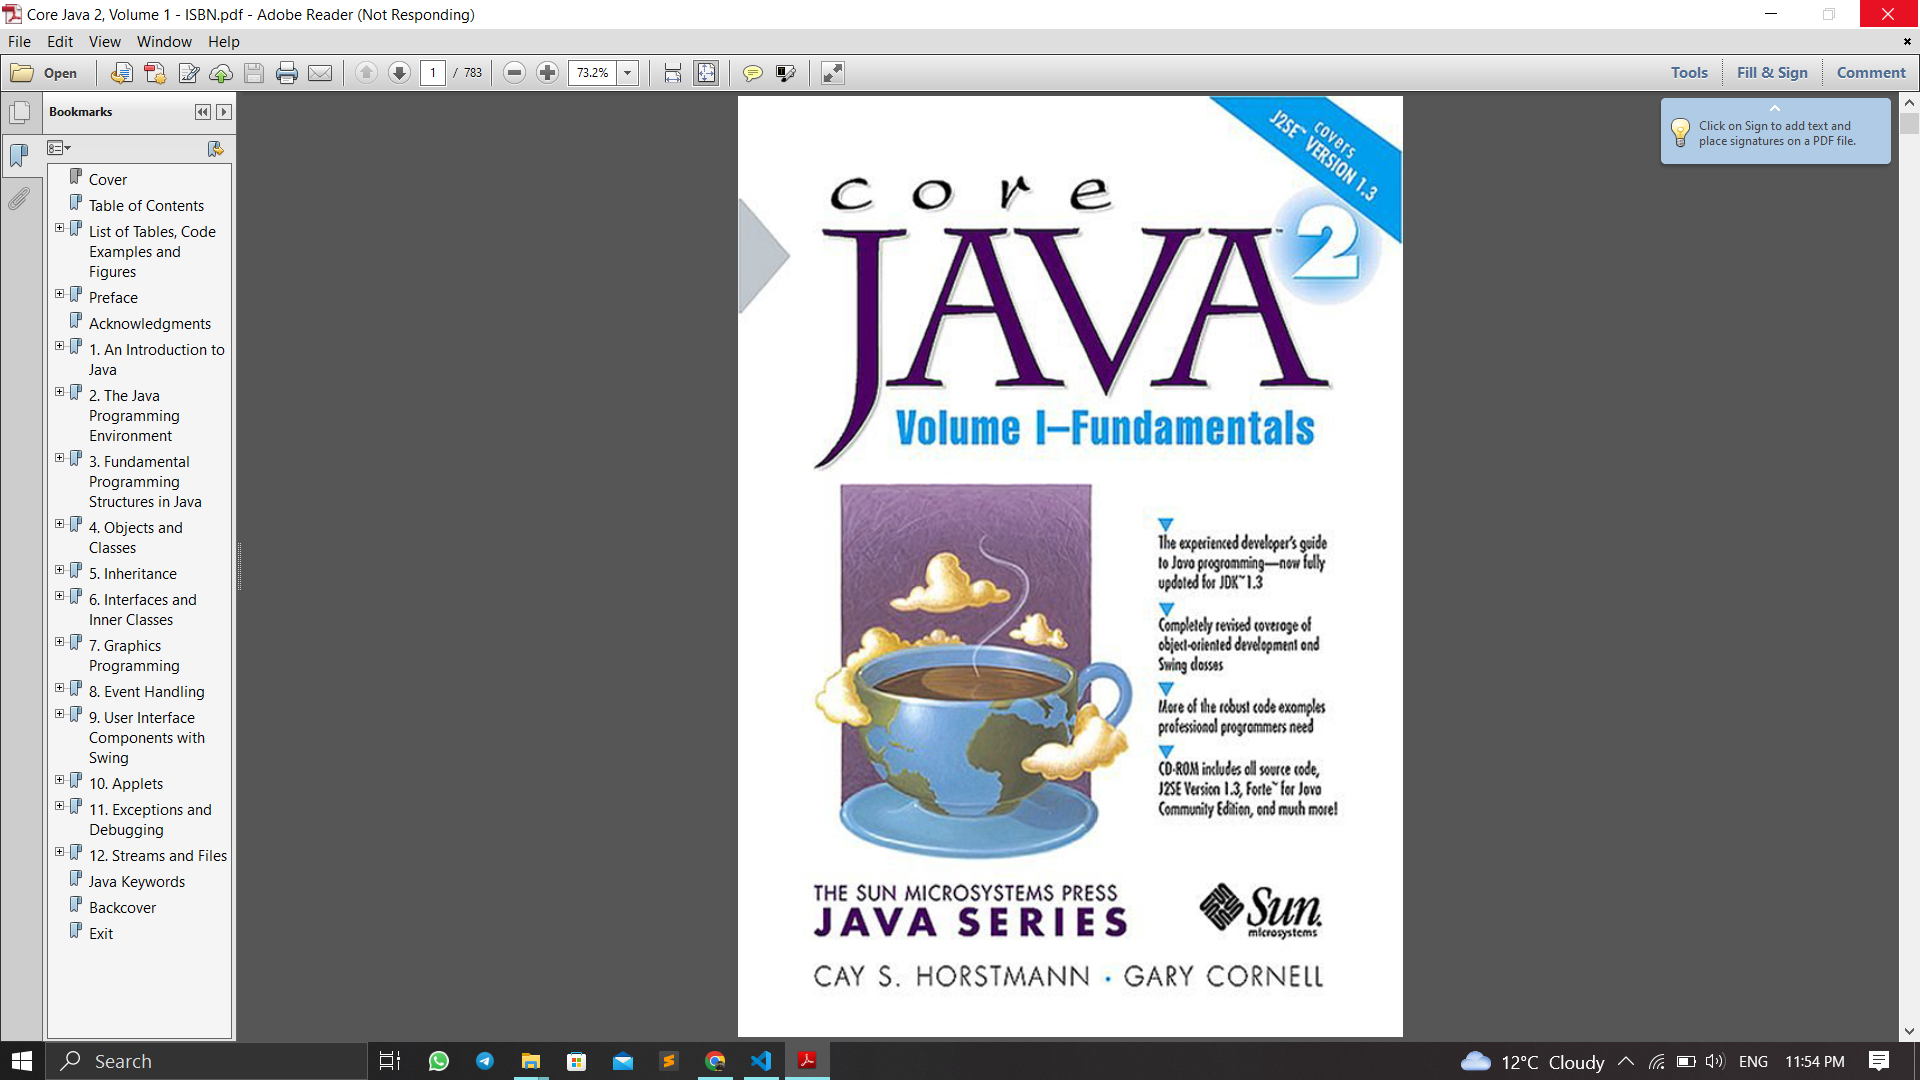 Core Java 2, Volume 1 - ISBN.pdf - Adobe Reader (Not Responding)
File Edit View Window Help
Open 1 / 783 73.2% Tools Fill & Sign Comment
Bookmarks
Cover
Table of Contents
List of Tables, Code
Examples and
Figures
Preface
Acknowledgments
1. An Introduction to
Java
2. The Java
Programming
Environment
3. Fundamental
Programming
Structures in Java
4. Objects and
Classes
5. Inheritance
6. Interfaces and
Inner Classes
7. Graphics
Programming
8. Event Handling
9. User Interface
Components with
Swing
10. Applets
11. Exceptions and
Debugging
12. Streams and Files
Java Keywords
Backcover
Exit
covers
J2SE™ VERSION 1.3
core
JAVA™ 2
Volume I–Fundamentals
The experienced developer's guide
to Java programming—now fully
updated for JDK™ 1.3
Completely revised coverage of
object-oriented development and
Swing classes
More of the robust code examples
professional programmers need
CD-ROM includes all source code,
J2SE Version 1.3, Forte™ for Java
Community Edition, and much more!
THE SUN MICROSYSTEMS PRESS
JAVA SERIES
Sun
microsystems
CAY S. HORSTMANN • GARY CORNELL
Click on Sign to add text and
place signatures on a PDF file.
Search
12°C Cloudy ENG 11:54 PM